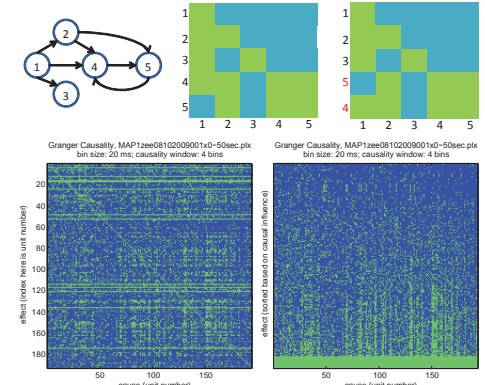 2
1
4
5
3
1
2
3
4
5
1 2 3 4 5
1
2
3
5
4
1 2 3 4 5
Granger Causality, MAP1zee08102009001x0~50sec.plx
bin size: 20 ms; causality window: 4 bins
effect (index here is unit number)
20
40
60
80
100
120
140
160
180
50 100 150
cause (unit number)
Granger Causality, MAP1zee08102009001x0~50sec.plx
bin size: 20 ms; causality window: 4 bins
effect (sorted based on causal influence)
50 100 150
cause (unit number)